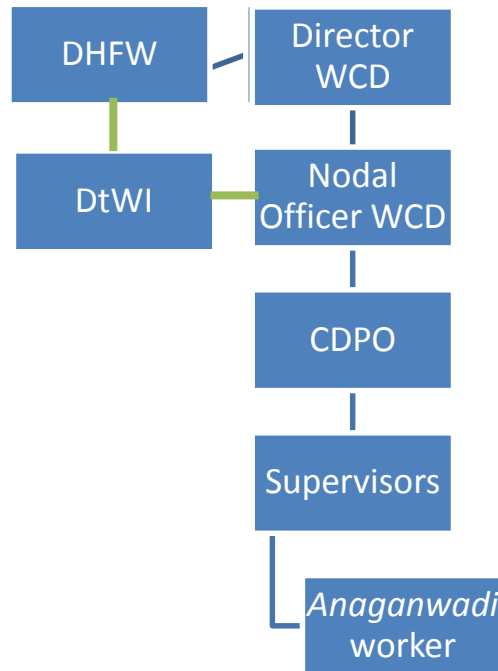 DHFW
Director
WCD
DtWI
Nodal
Officer WCD
CDPO
Supervisors
Anaganwadi
worker